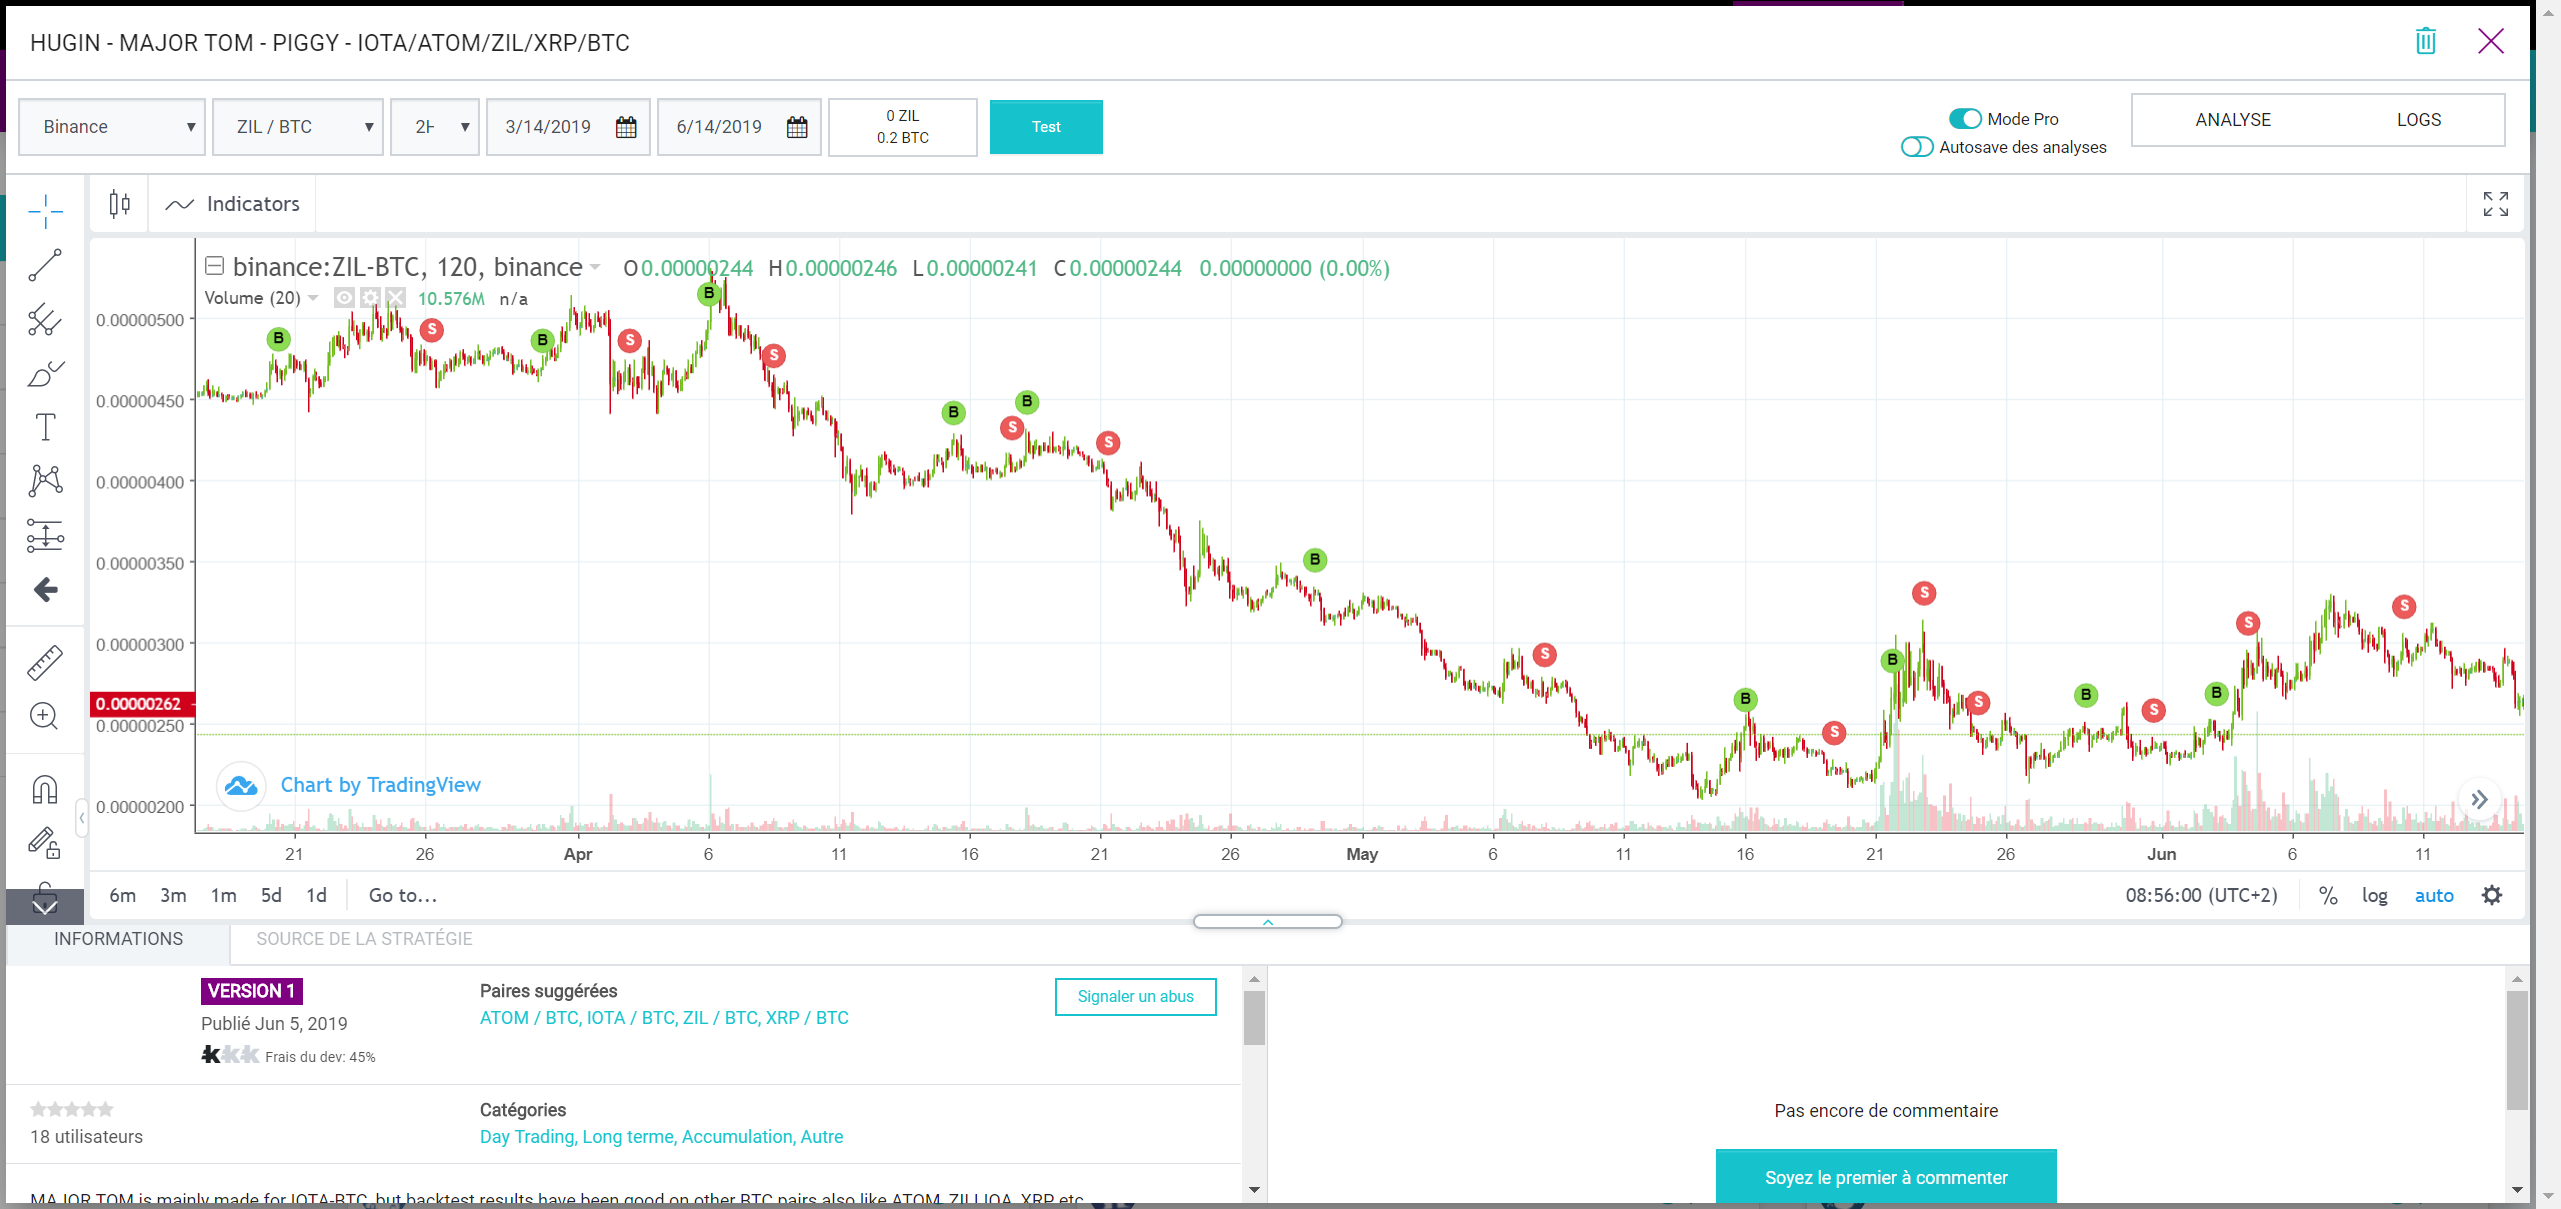 HUGIN - MAJOR TOM - PIGGY - IOTA/ATOM/ZIL/XRP/BTC
Binance
ZIL / BTC
2H
3/14/2019
6/14/2019
0 ZIL
0.2 BTC
Test
Mode Pro
Autosave des analyses
ANALYSE
LOGS
Indicators
binance:ZIL-BTC, 120, binance O0.00000244 H0.00000246 L0.00000241 C0.00000244 0.00000000 (0.00%)
Volume (20) 10.576M n/a
0.00000500
0.00000450
0.00000400
0.00000350
0.00000300
0.00000262
0.00000250
0.00000200
B
S
B
S
B
S
B
S
B
S
B
S
B
S
B
S
S
B
S
B
S
S
Chart by TradingView
21 26 Apr 6 11 16 21 26 May 6 11 16 21 26 Jun 6 11
6m 3m 1m 5d 1d Go to...
08:56:00 (UTC+2) % log auto
INFORMATIONS
SOURCE DE LA STRATÉGIE
VERSION 1
Publié Jun 5, 2019
Frais du dev: 45%
Paires suggérées
ATOM / BTC, IOTA / BTC, ZIL / BTC, XRP / BTC
Signaler un abus
18 utilisateurs
Catégories
Day Trading, Long terme, Accumulation, Autre
MAJOR TOM is mainly made for IOTA-BTC, but backtest results have been good on other BTC pairs also like ATOM, ZILLIQA, XRP etc
Pas encore de commentaire
Soyez le premier à commenter